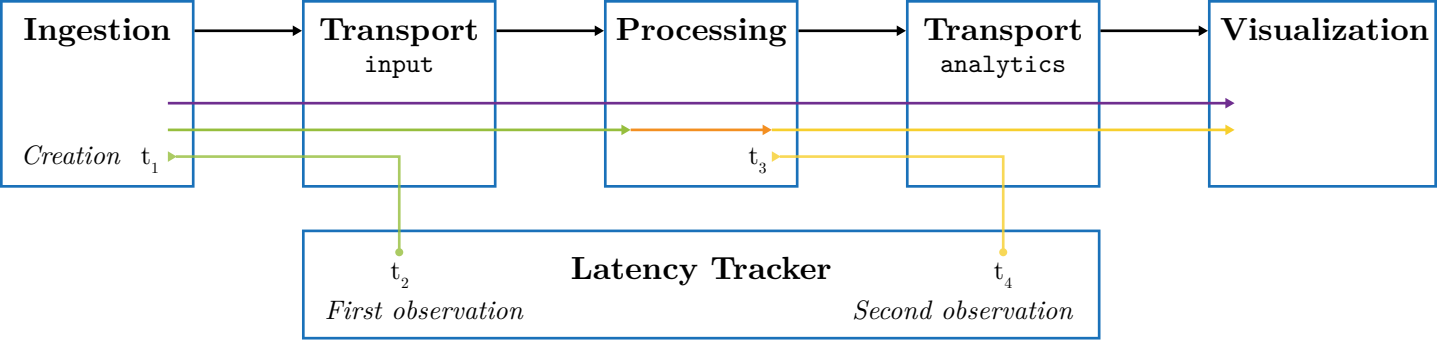 Ingestion
Transport
input
Processing
Transport
analytics
Visualization
Creation t₁
t₃
t₂
First observation
Latency Tracker
t₄
Second observation